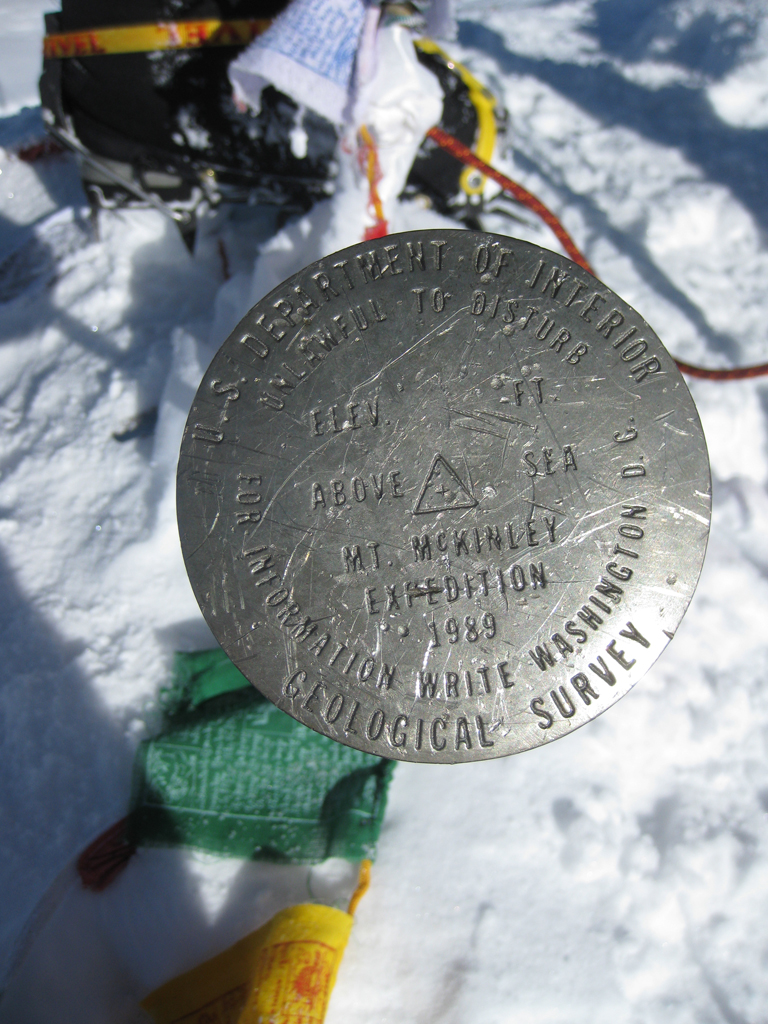 U.S. DEPARTMENT OF INTERIOR
UNLAWFUL TO DISTURB
ELEV. FT.
ABOVE SEA
MT. McKINLEY
EXPEDITION
1989
FOR INFORMATION WRITE WASHINGTON D.C.
GEOLOGICAL SURVEY